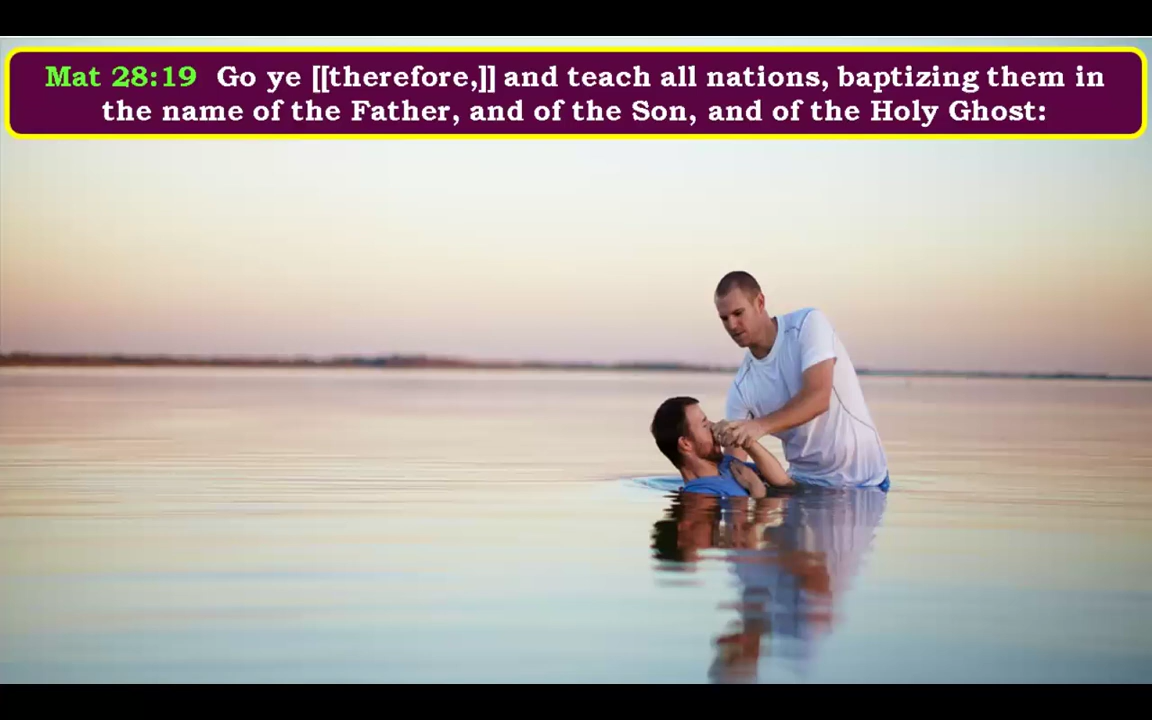 Mat 28:19 Go ye [[therefore,]] and teach all nations, baptizing them in
the name of the Father, and of the Son, and of the Holy Ghost: